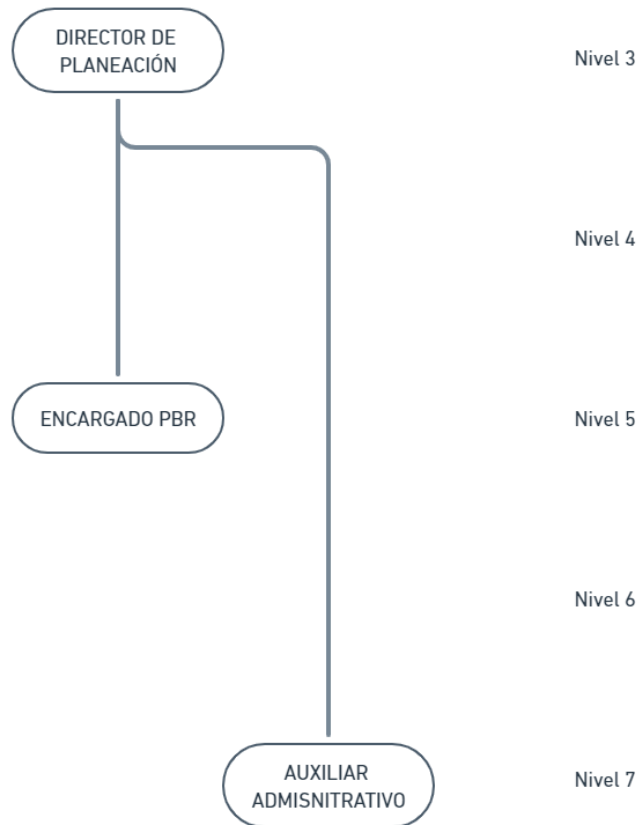 DIRECTOR DE
PLANEACIÓN
Nivel 3
Nivel 4
ENCARGADO PBR
Nivel 5
Nivel 6
AUXILIAR
ADMISNITRATIVO
Nivel 7